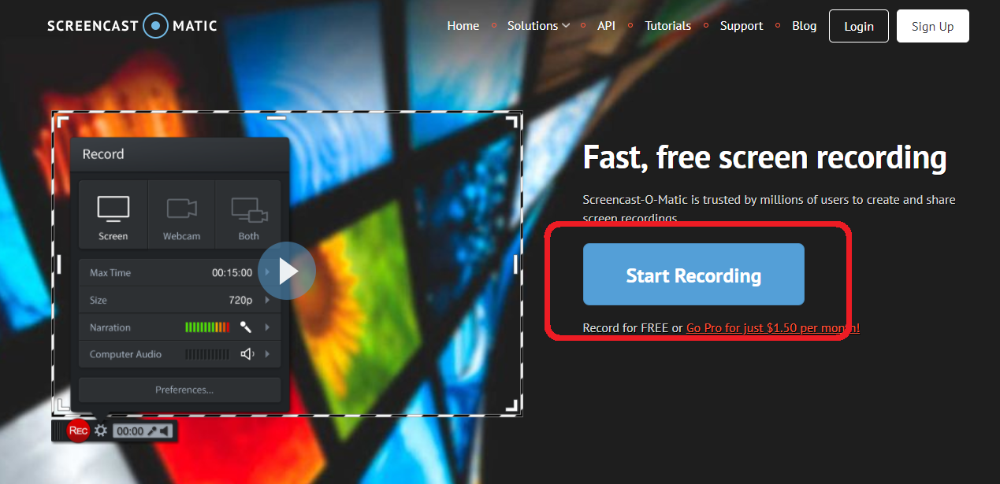 SCREENCAST O MATIC
Home Solutions API Tutorials Support Blog Login Sign Up
Record
Screen Webcam Both
Max Time 00:15:00
Size 720p
Narration
Computer Audio
Preferences...
REC 00:00
Fast, free screen recording
Screencast-O-Matic is trusted by millions of users to create and share
screen recordings.
Start Recording
Record for FREE or Go Pro for just $1.50 per month!